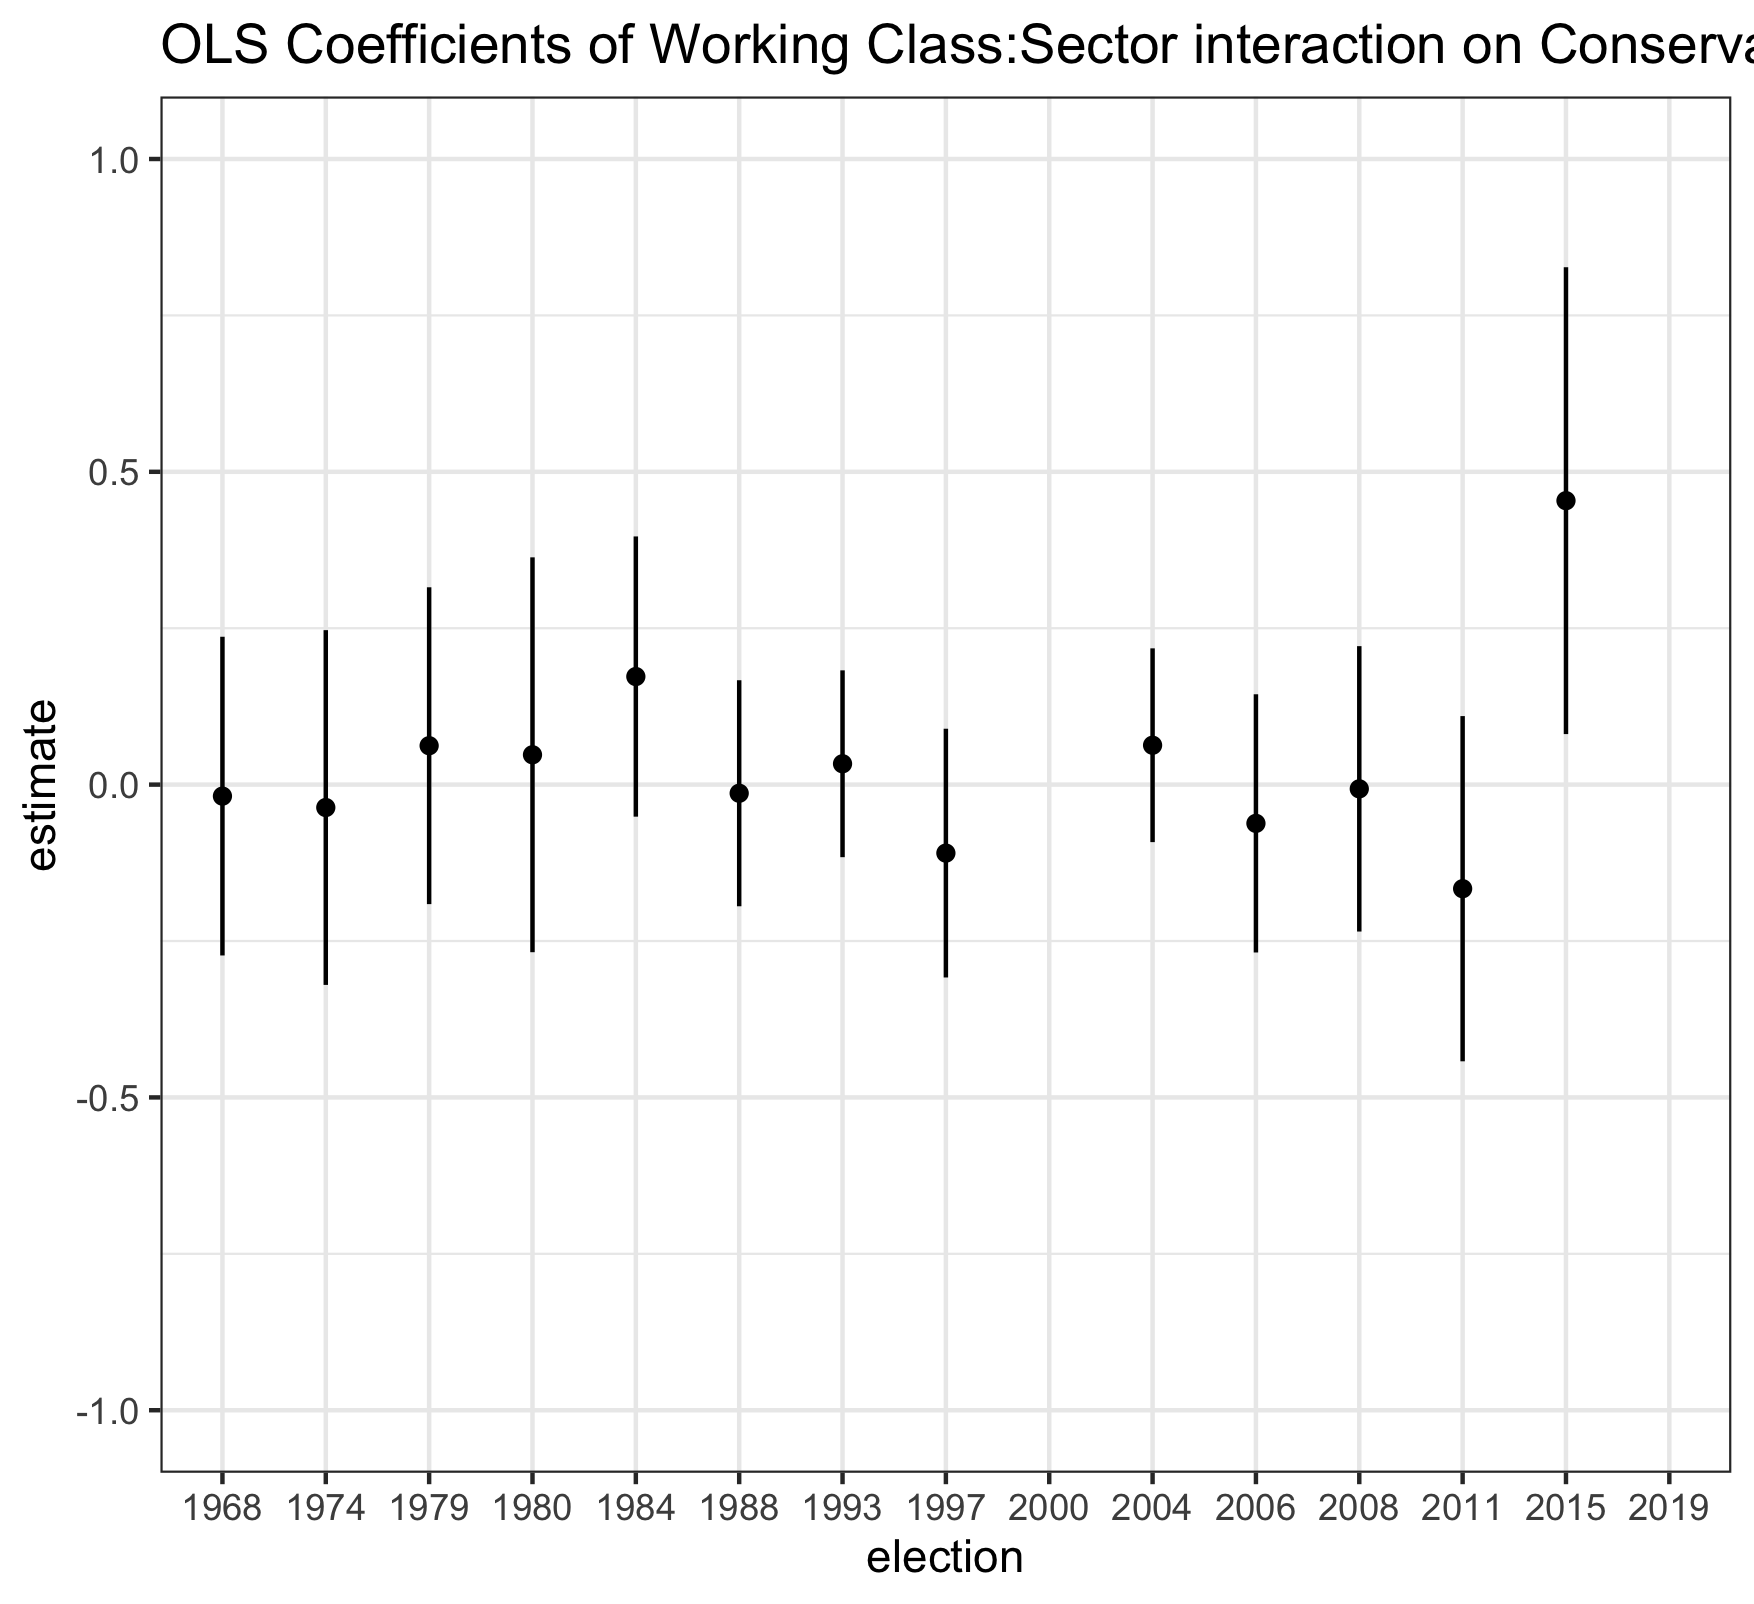 OLS Coefficients of Working Class:Sector interaction on Conserva
1.0
0.5
0.0
-0.5
-1.0
estimate
1968 1974 1979 1980 1984 1988 1993 1997 2000 2004 2006 2008 2011 2015 2019
election